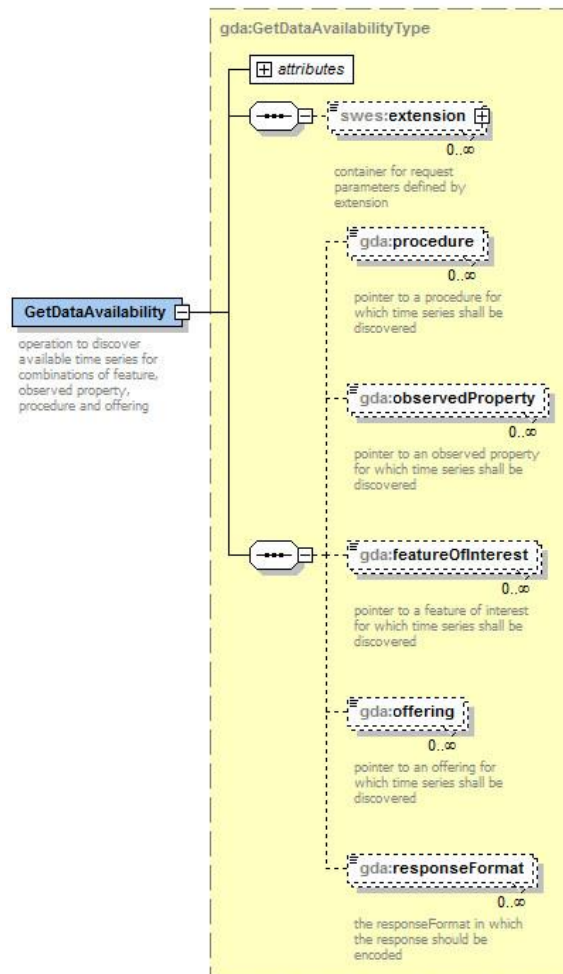 gda:GetDataAvailabilityType
attributes
swes:extension
0..∞
container for request
parameters defined by
extension
gda:procedure
0..∞
pointer to a procedure for
which time series shall be
discovered
GetDataAvailability
operation to discover
available time series for
combinations of feature,
observed property,
procedure and offering
gda:observedProperty
0..∞
pointer to an observed property
for which time series shall be
discovered
gda:featureOfInterest
0..∞
pointer to a feature of interest
for which time series shall be
discovered
gda:offering
0..∞
pointer to an offering for
which time series shall be
discovered
gda:responseFormat
0..∞
the responseFormat in which
the response should be
encoded